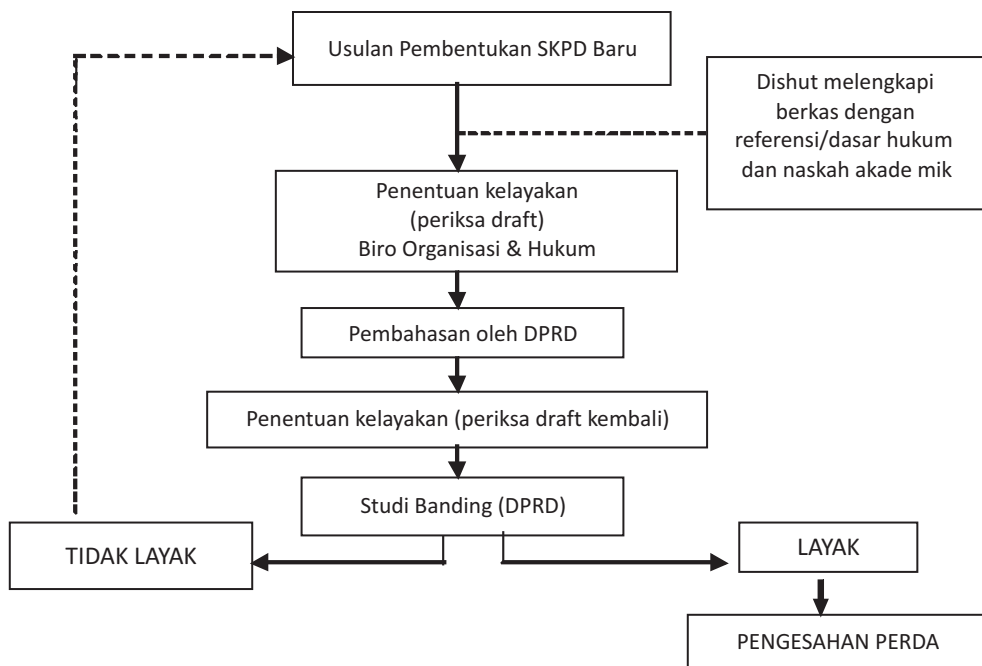 Usulan Pembentukan SKPD Baru
Dishut melengkapi
berkas dengan
referensi/dasar hukum
dan naskah akade mik
Penentuan kelayakan
(periksa draft)
Biro Organisasi & Hukum
Pembahasan oleh DPRD
Penentuan kelayakan (periksa draft kembali)
Studi Banding (DPRD)
TIDAK LAYAK
LAYAK
PENGESAHAN PERDA